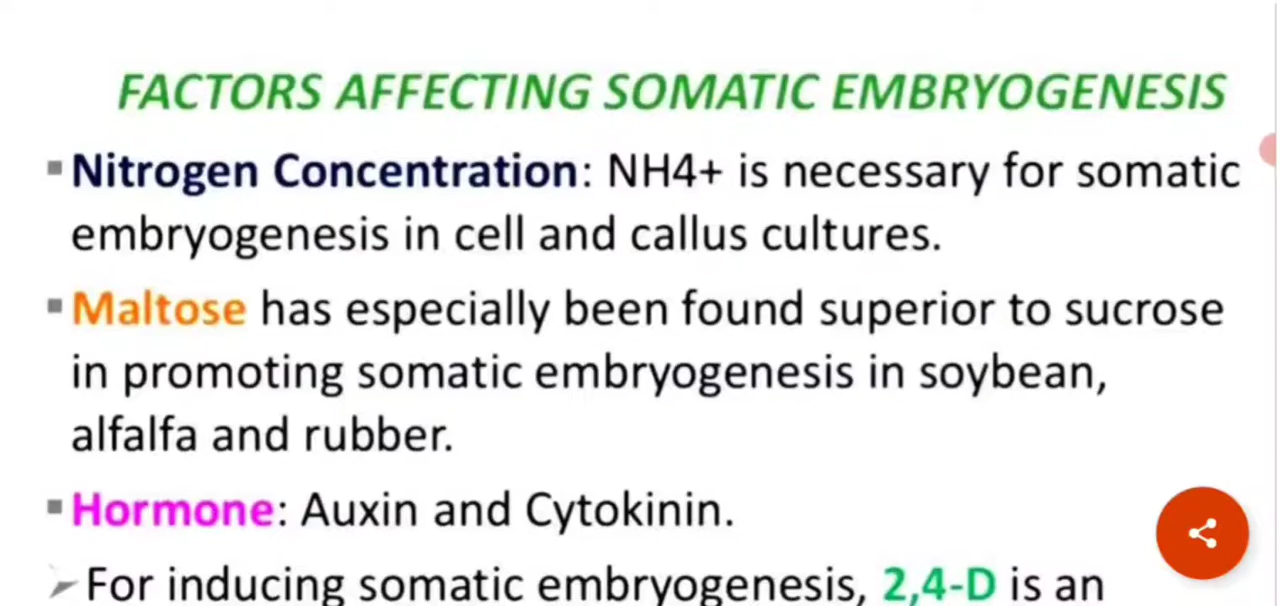 FACTORS AFFECTING SOMATIC EMBRYOGENESIS
Nitrogen Concentration: NH4+ is necessary for somatic
embryogenesis in cell and callus cultures.
Maltose has especially been found superior to sucrose
in promoting somatic embryogenesis in soybean,
alfalfa and rubber.
Hormone: Auxin and Cytokinin.
For inducing somatic embryogenesis, 2,4-D is an